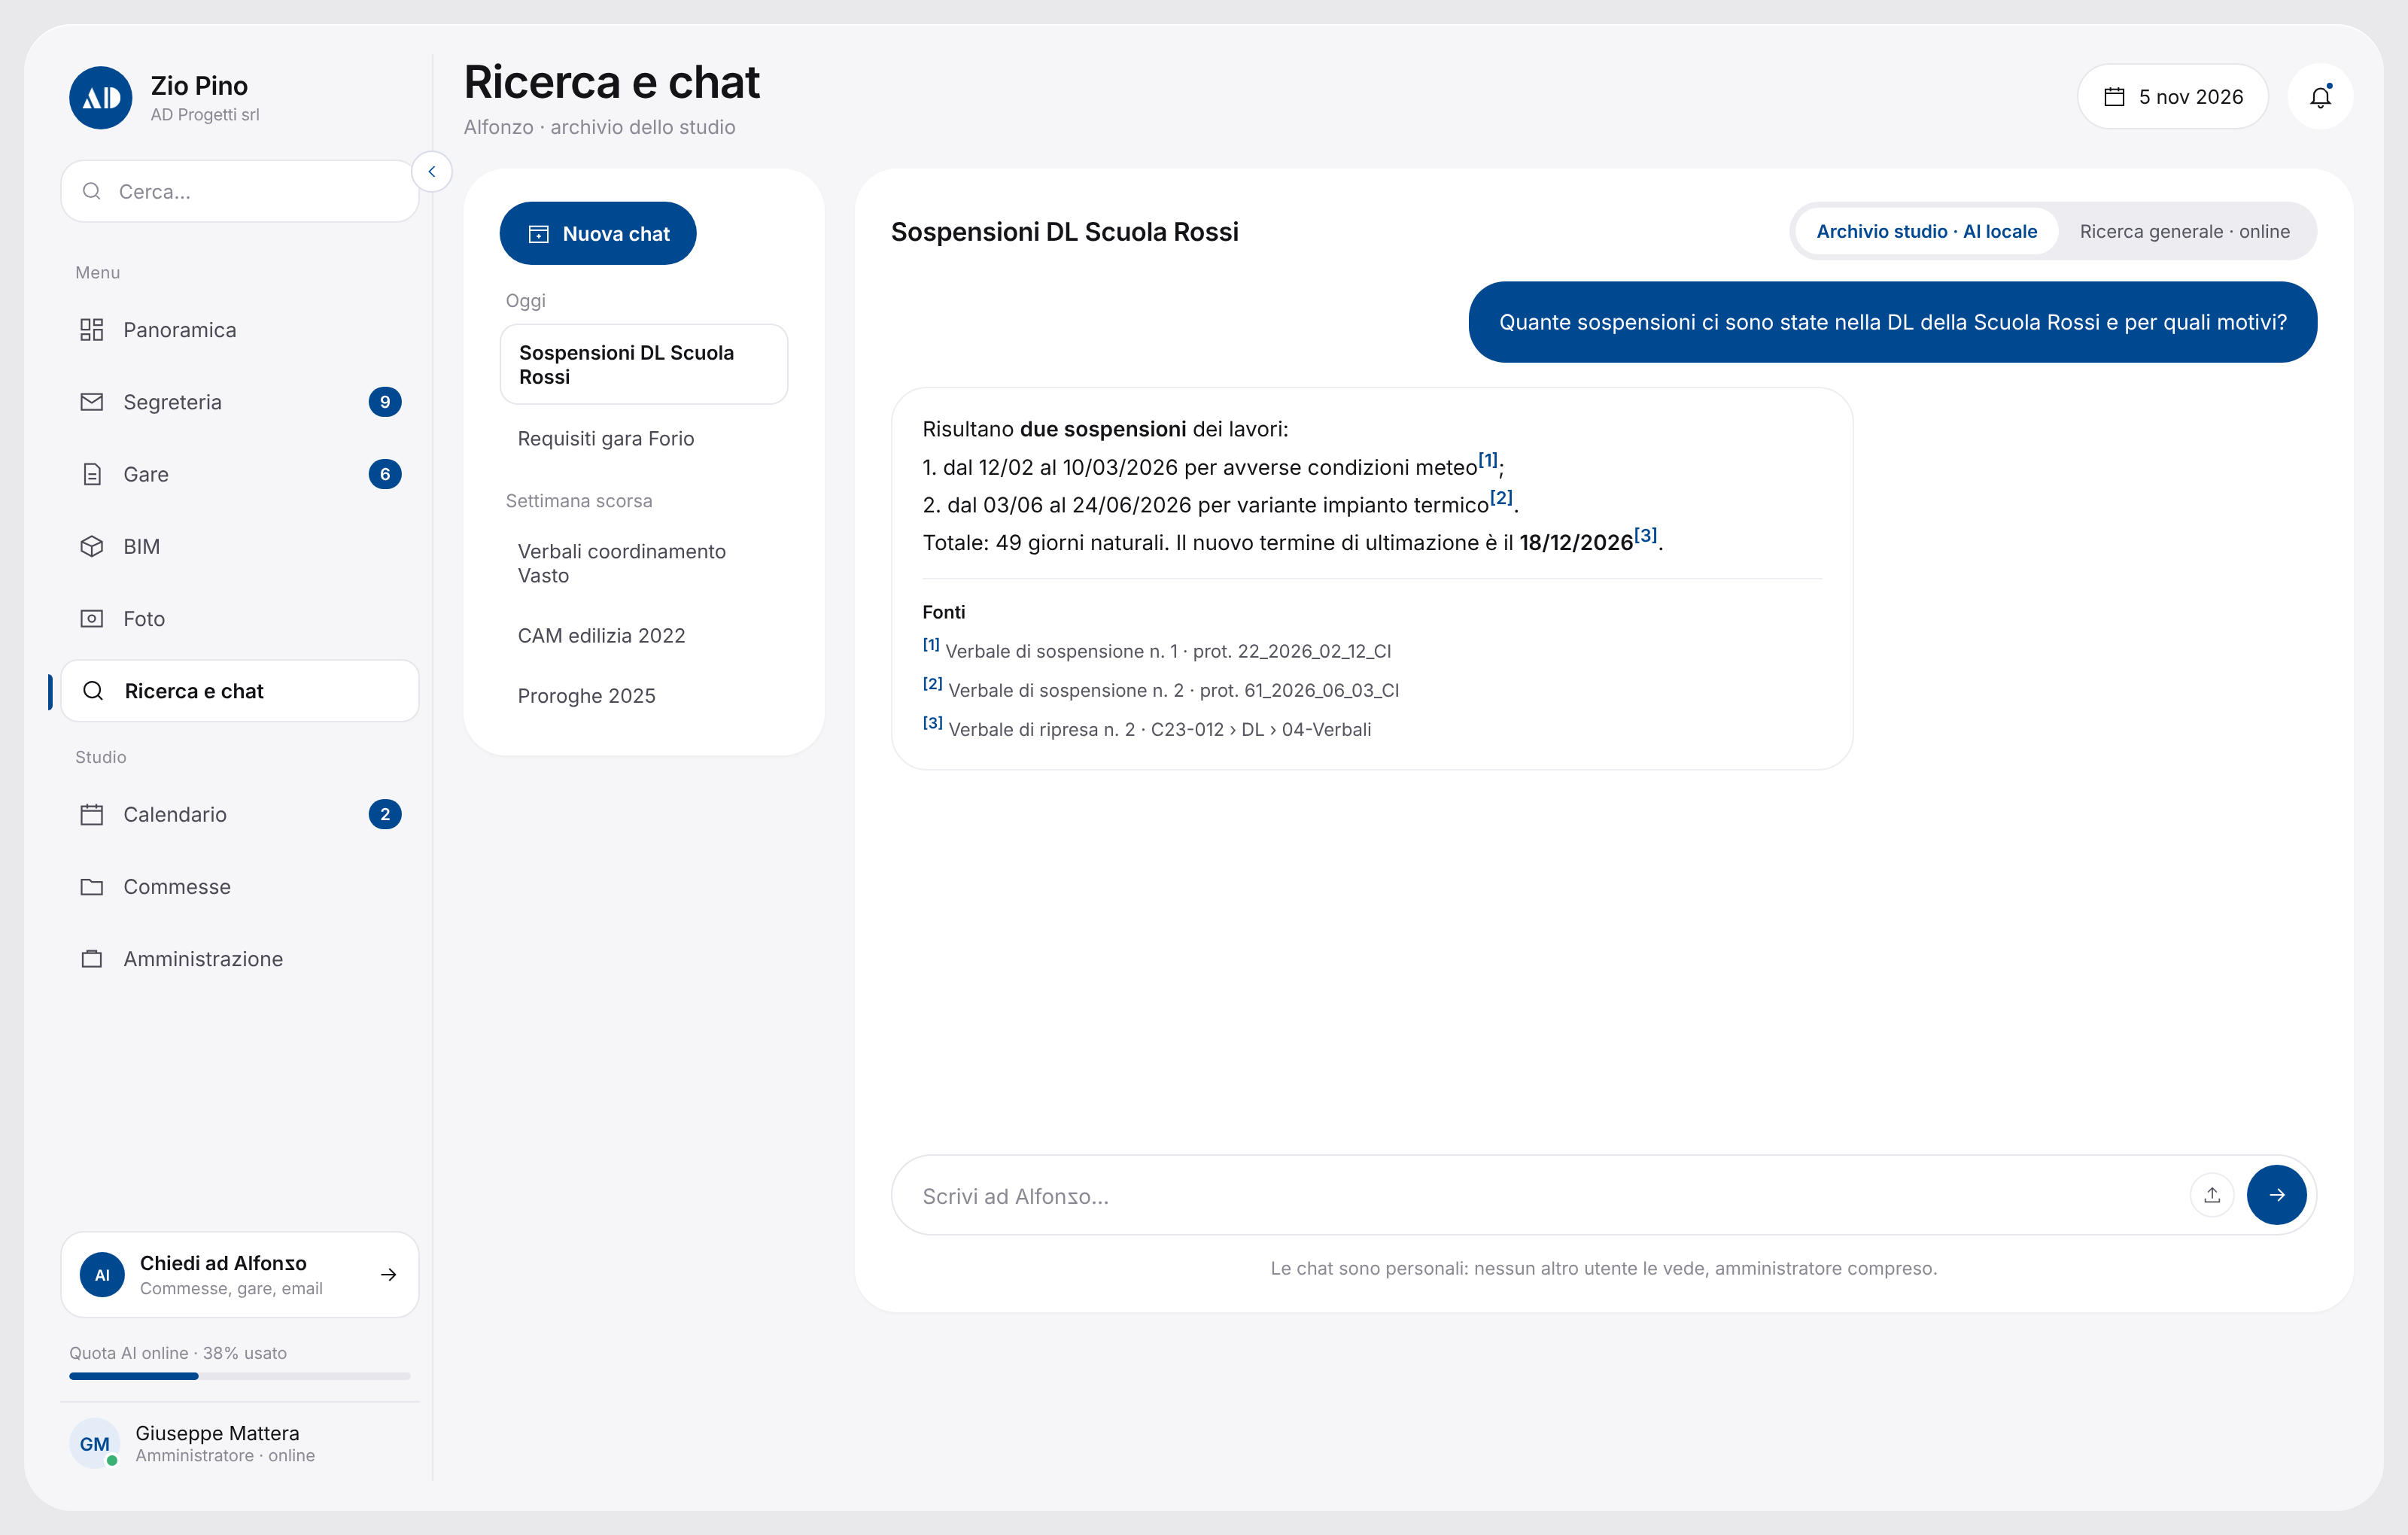 AD
Zio Pino
AD Progetti srl
Cerca...
Menu
Panoramica
Segreteria 9
Gare 6
BIM
Foto
Ricerca e chat
Studio
Calendario 2
Commesse
Amministrazione
AI
Chiedi ad Alfonzo
Commesse, gare, email
Quota AI online · 38% usato
GM
Giuseppe Mattera
Amministratore · online
Ricerca e chat
Alfonzo · archivio dello studio
5 nov 2026
Nuova chat
Oggi
Sospensioni DL Scuola
Rossi
Requisiti gara Forio
Settimana scorsa
Verbali coordinamento
Vasto
CAM edilizia 2022
Proroghe 2025
Sospensioni DL Scuola Rossi
Archivio studio · AI locale
Ricerca generale · online
Quante sospensioni ci sono state nella DL della Scuola Rossi e per quali motivi?
Risultano due sospensioni dei lavori:
1. dal 12/02 al 10/03/2026 per avverse condizioni meteo[1];
2. dal 03/06 al 24/06/2026 per variante impianto termico[2].
Totale: 49 giorni naturali. Il nuovo termine di ultimazione è il 18/12/2026[3].
Fonti
[1] Verbale di sospensione n. 1 · prot. 22_2026_02_12_CI
[2] Verbale di sospensione n. 2 · prot. 61_2026_06_03_CI
[3] Verbale di ripresa n. 2 · C23-012 › DL › 04-Verbali
Scrivi ad Alfonzo...
Le chat sono personali: nessun altro utente le vede, amministratore compreso.